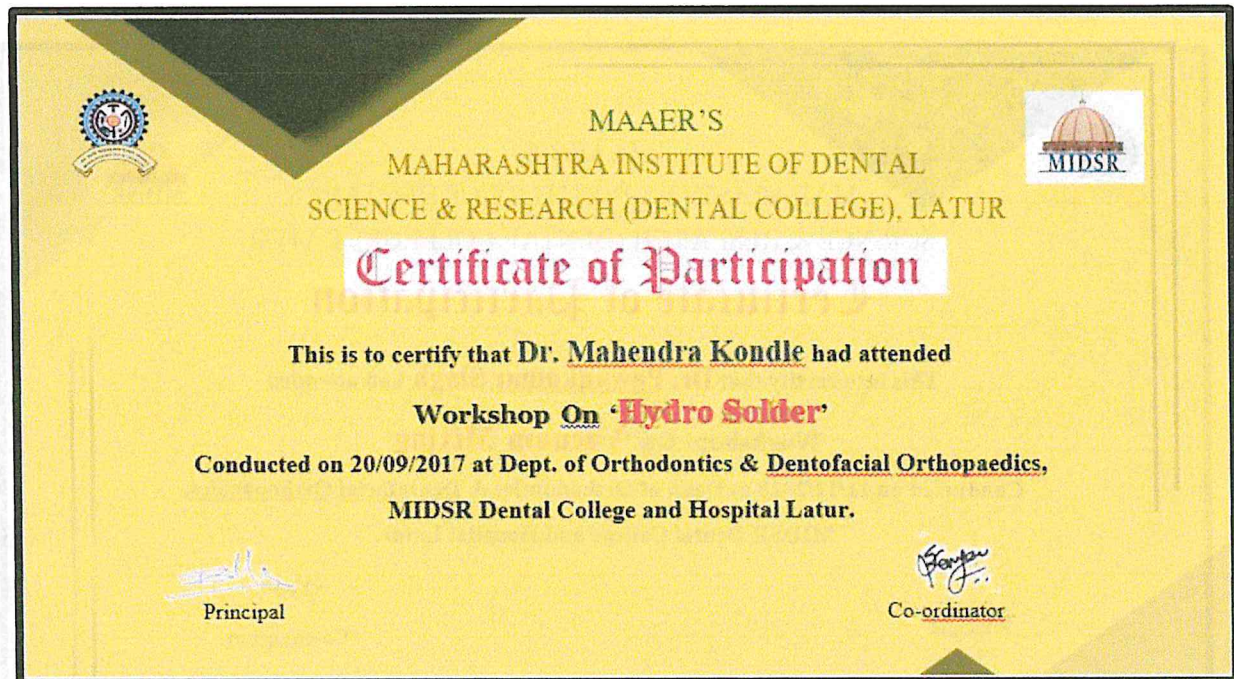 MAAER'S
MAHARASHTRA INSTITUTE OF DENTAL
SCIENCE & RESEARCH (DENTAL COLLEGE), LATUR
MIDSR
Certificate of Participation
This is to certify that Dr. Mahendra Kondle had attended
Workshop On ‘Hydro Solder’
Conducted on 20/09/2017 at Dept. of Orthodontics & Dentofacial Orthopaedics,
MIDSR Dental College and Hospital Latur.
Principal
Co-ordinator